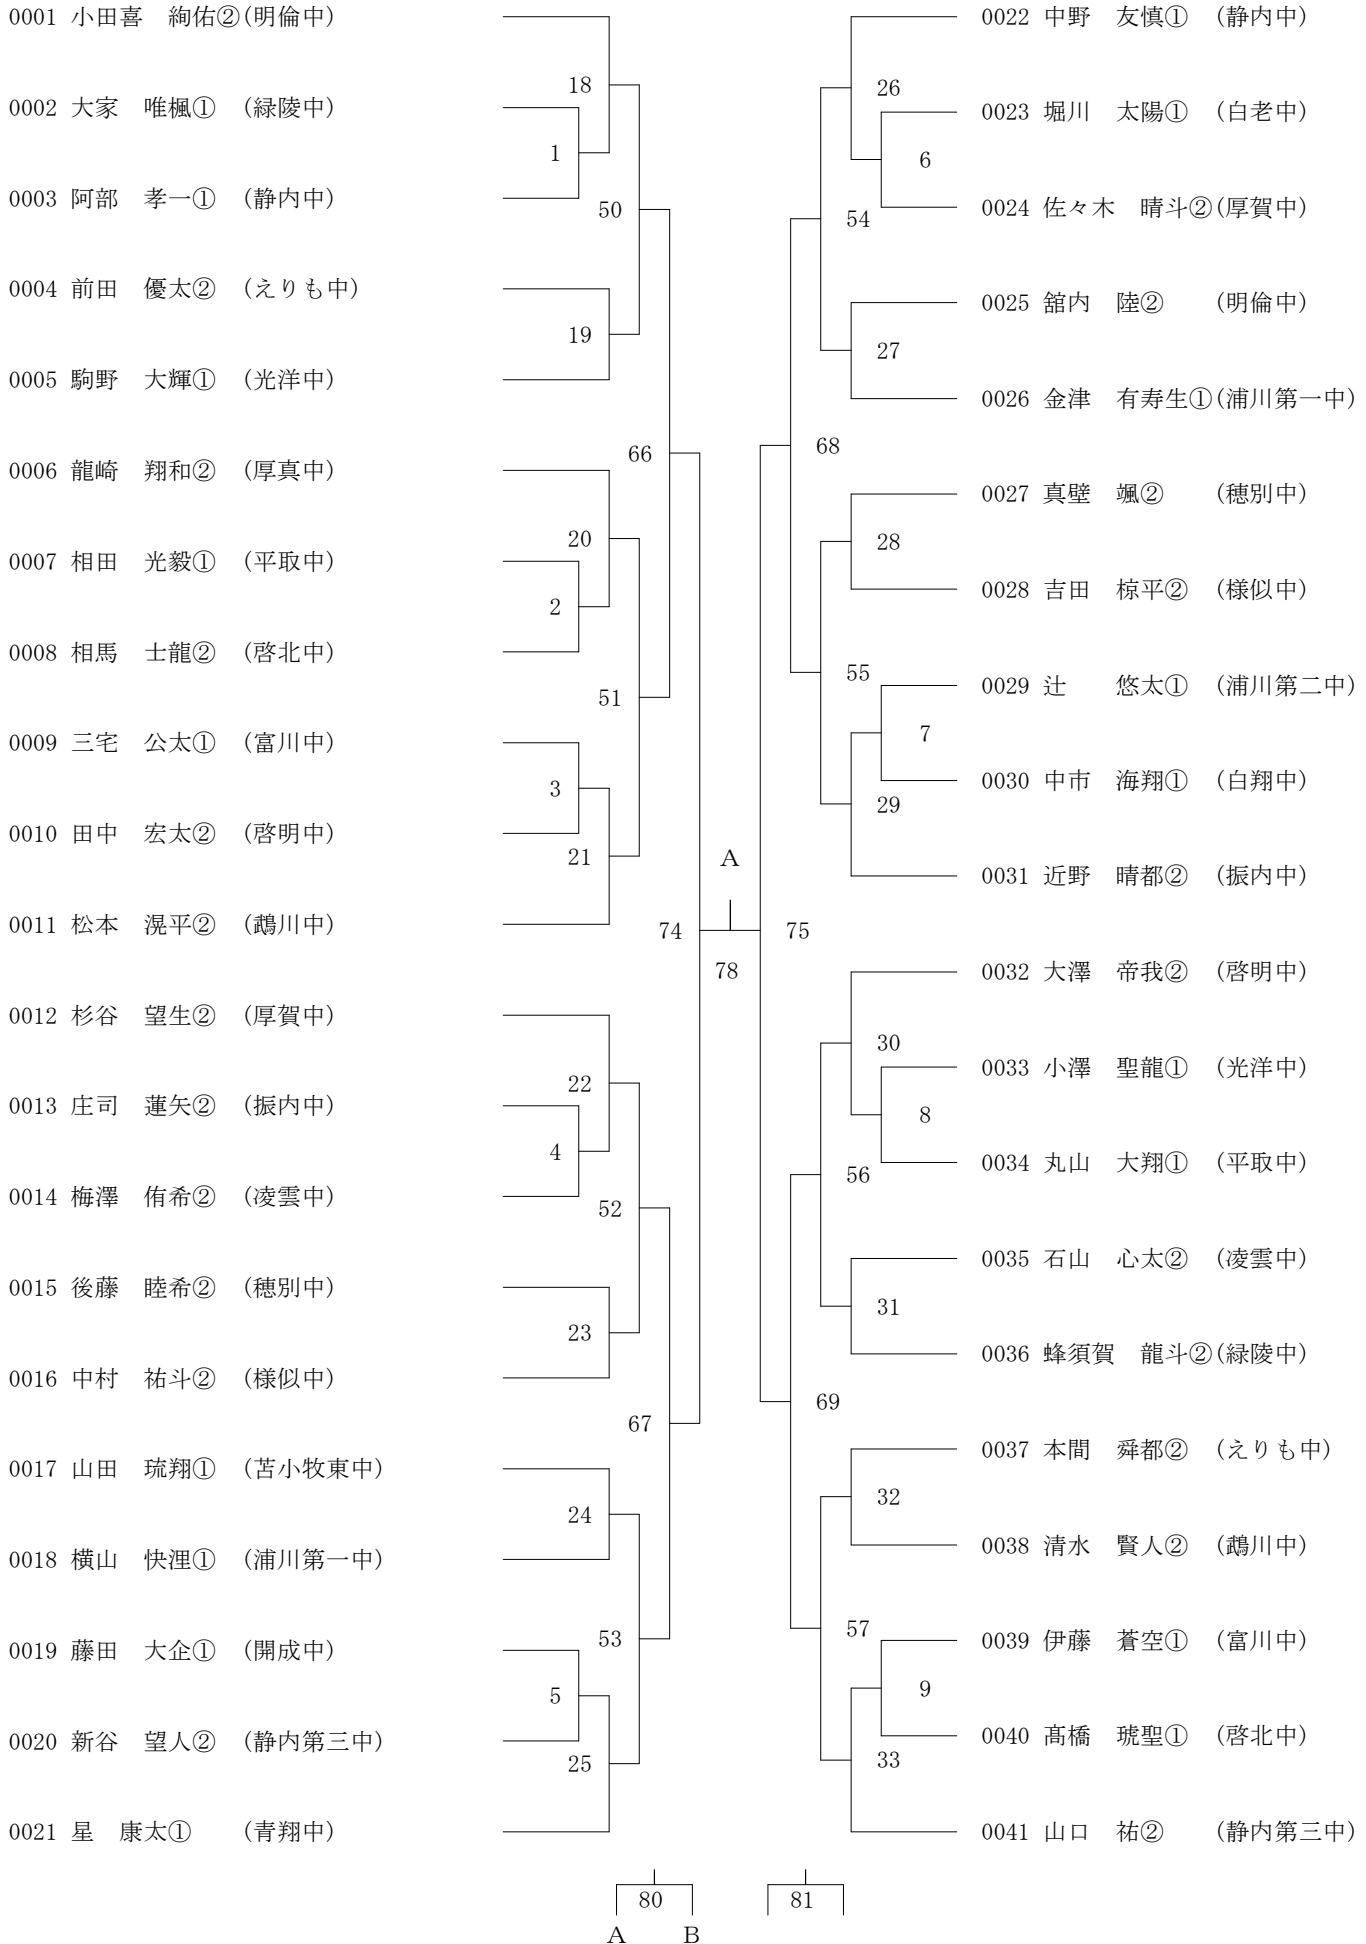 0001 小田喜　絢佑②(明倫中)
0002 大家　唯楓①　(緑陵中)
0003 阿部　孝一①　(静内中)
0004 前田　優太②　(えりも中)
0005 駒野　大輝①　(光洋中)
0006 龍崎　翔和②　(厚真中)
0007 相田　光毅①　(平取中)
0008 相馬　士龍②　(啓北中)
0009 三宅　公太①　(富川中)
0010 田中　宏太②　(啓明中)
0011 松本　滉平②　(鵡川中)
0012 杉谷　望生②　(厚賀中)
0013 庄司　蓮矢②　(振内中)
0014 梅澤　侑希②　(凌雲中)
0015 後藤　睦希②　(穂別中)
0016 中村　祐斗②　(様似中)
0017 山田　琉翔①　(苫小牧東中)
0018 横山　快浬①　(浦川第一中)
0019 藤田　大企①　(開成中)
0020 新谷　望人②　(静内第三中)
0021 星　康太①　　(青翔中)
18
1
50
19
66
20
2
51
3
21
74
22
4
52
23
67
24
53
5
25
A
78
26
6
54
27
68
28
55
7
29
75
30
8
56
31
69
32
57
9
33
0022 中野　友慎①　(静内中)
0023 堀川　太陽①　(白老中)
0024 佐々木　晴斗②(厚賀中)
0025 舘内　陸②　　(明倫中)
0026 金津　有寿生①(浦川第一中)
0027 真壁　颯②　　(穂別中)
0028 吉田　椋平②　(様似中)
0029 辻　　悠太①　(浦川第二中)
0030 中市　海翔①　(白翔中)
0031 近野　晴都②　(振内中)
0032 大澤　帝我②　(啓明中)
0033 小澤　聖龍①　(光洋中)
0034 丸山　大翔①　(平取中)
0035 石山　心太②　(凌雲中)
0036 蜂須賀　龍斗②(緑陵中)
0037 本間　舜都②　(えりも中)
0038 清水　賢人②　(鵡川中)
0039 伊藤　蒼空①　(富川中)
0040 髙橋　琥聖①　(啓北中)
0041 山口　祐②　　(静内第三中)
80
81
A
B